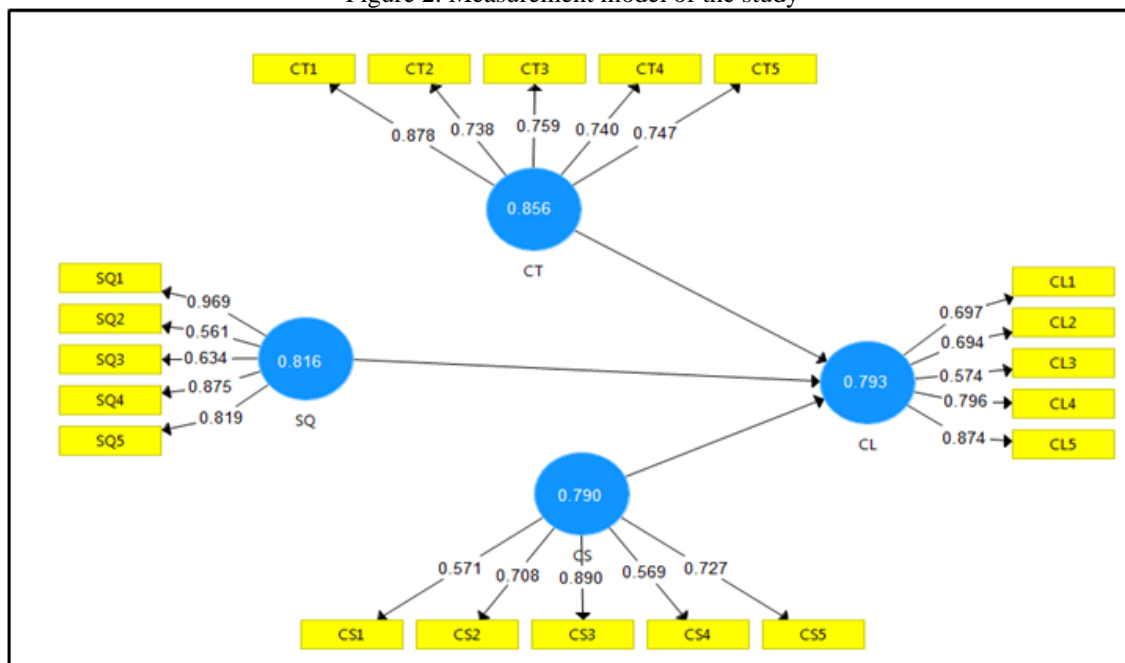 Figure 2. Measurement model of the study
CT1 CT2 CT3 CT4 CT5
0.878 0.738 0.759 0.740 0.747
0.856
CT
SQ1
SQ2
SQ3
SQ4
SQ5
0.969
0.561
0.634
0.875
0.819
0.816
SQ
CL1
CL2
CL3
CL4
CL5
0.697
0.694
0.574
0.796
0.874
0.793
CL
0.790
CS
0.571 0.708 0.890 0.569 0.727
CS1 CS2 CS3 CS4 CS5